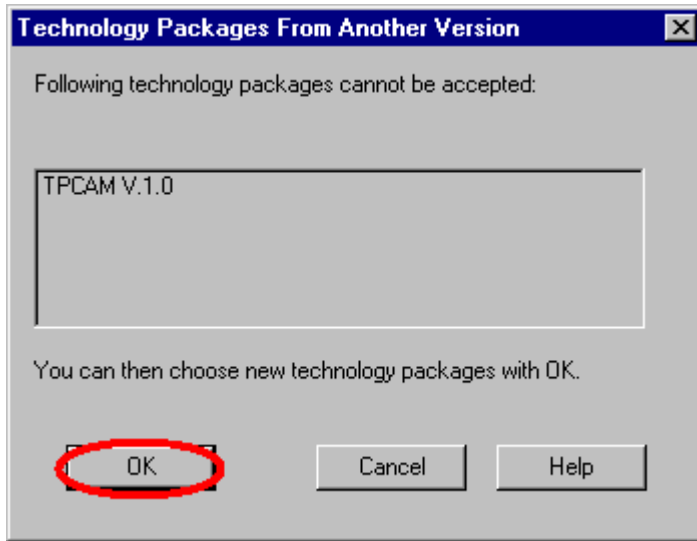 Technology Packages From Another Version
Following technology packages cannot be accepted:
TPCAM V.1.0
You can then choose new technology packages with OK.
OK Cancel Help